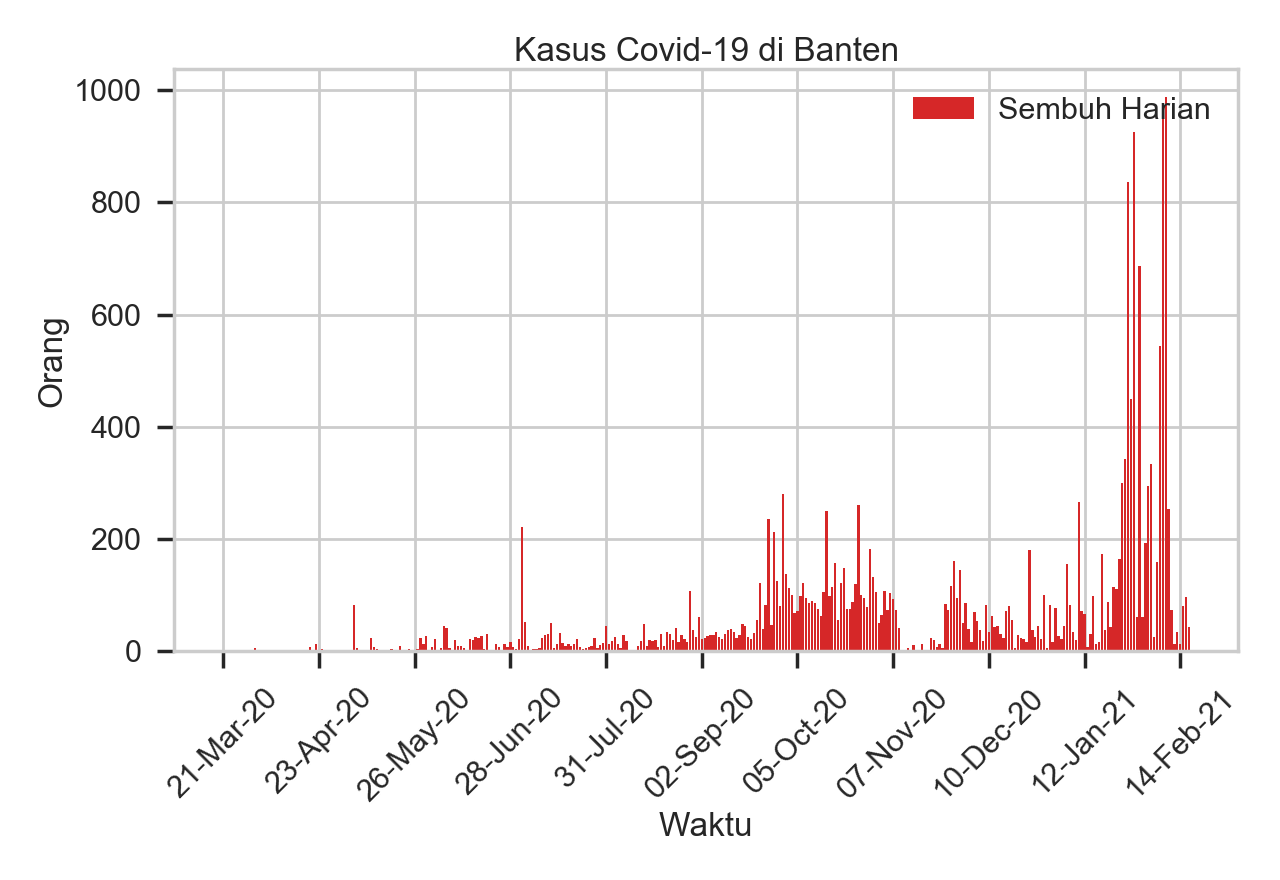 Kasus Covid-19 di Banten
Sembuh Harian
1000
800
600
400
200
0
Orang
21-Mar-20
23-Apr-20
26-May-20
28-Jun-20
31-Jul-20
02-Sep-20
05-Oct-20
07-Nov-20
10-Dec-20
12-Jan-21
14-Feb-21
Waktu